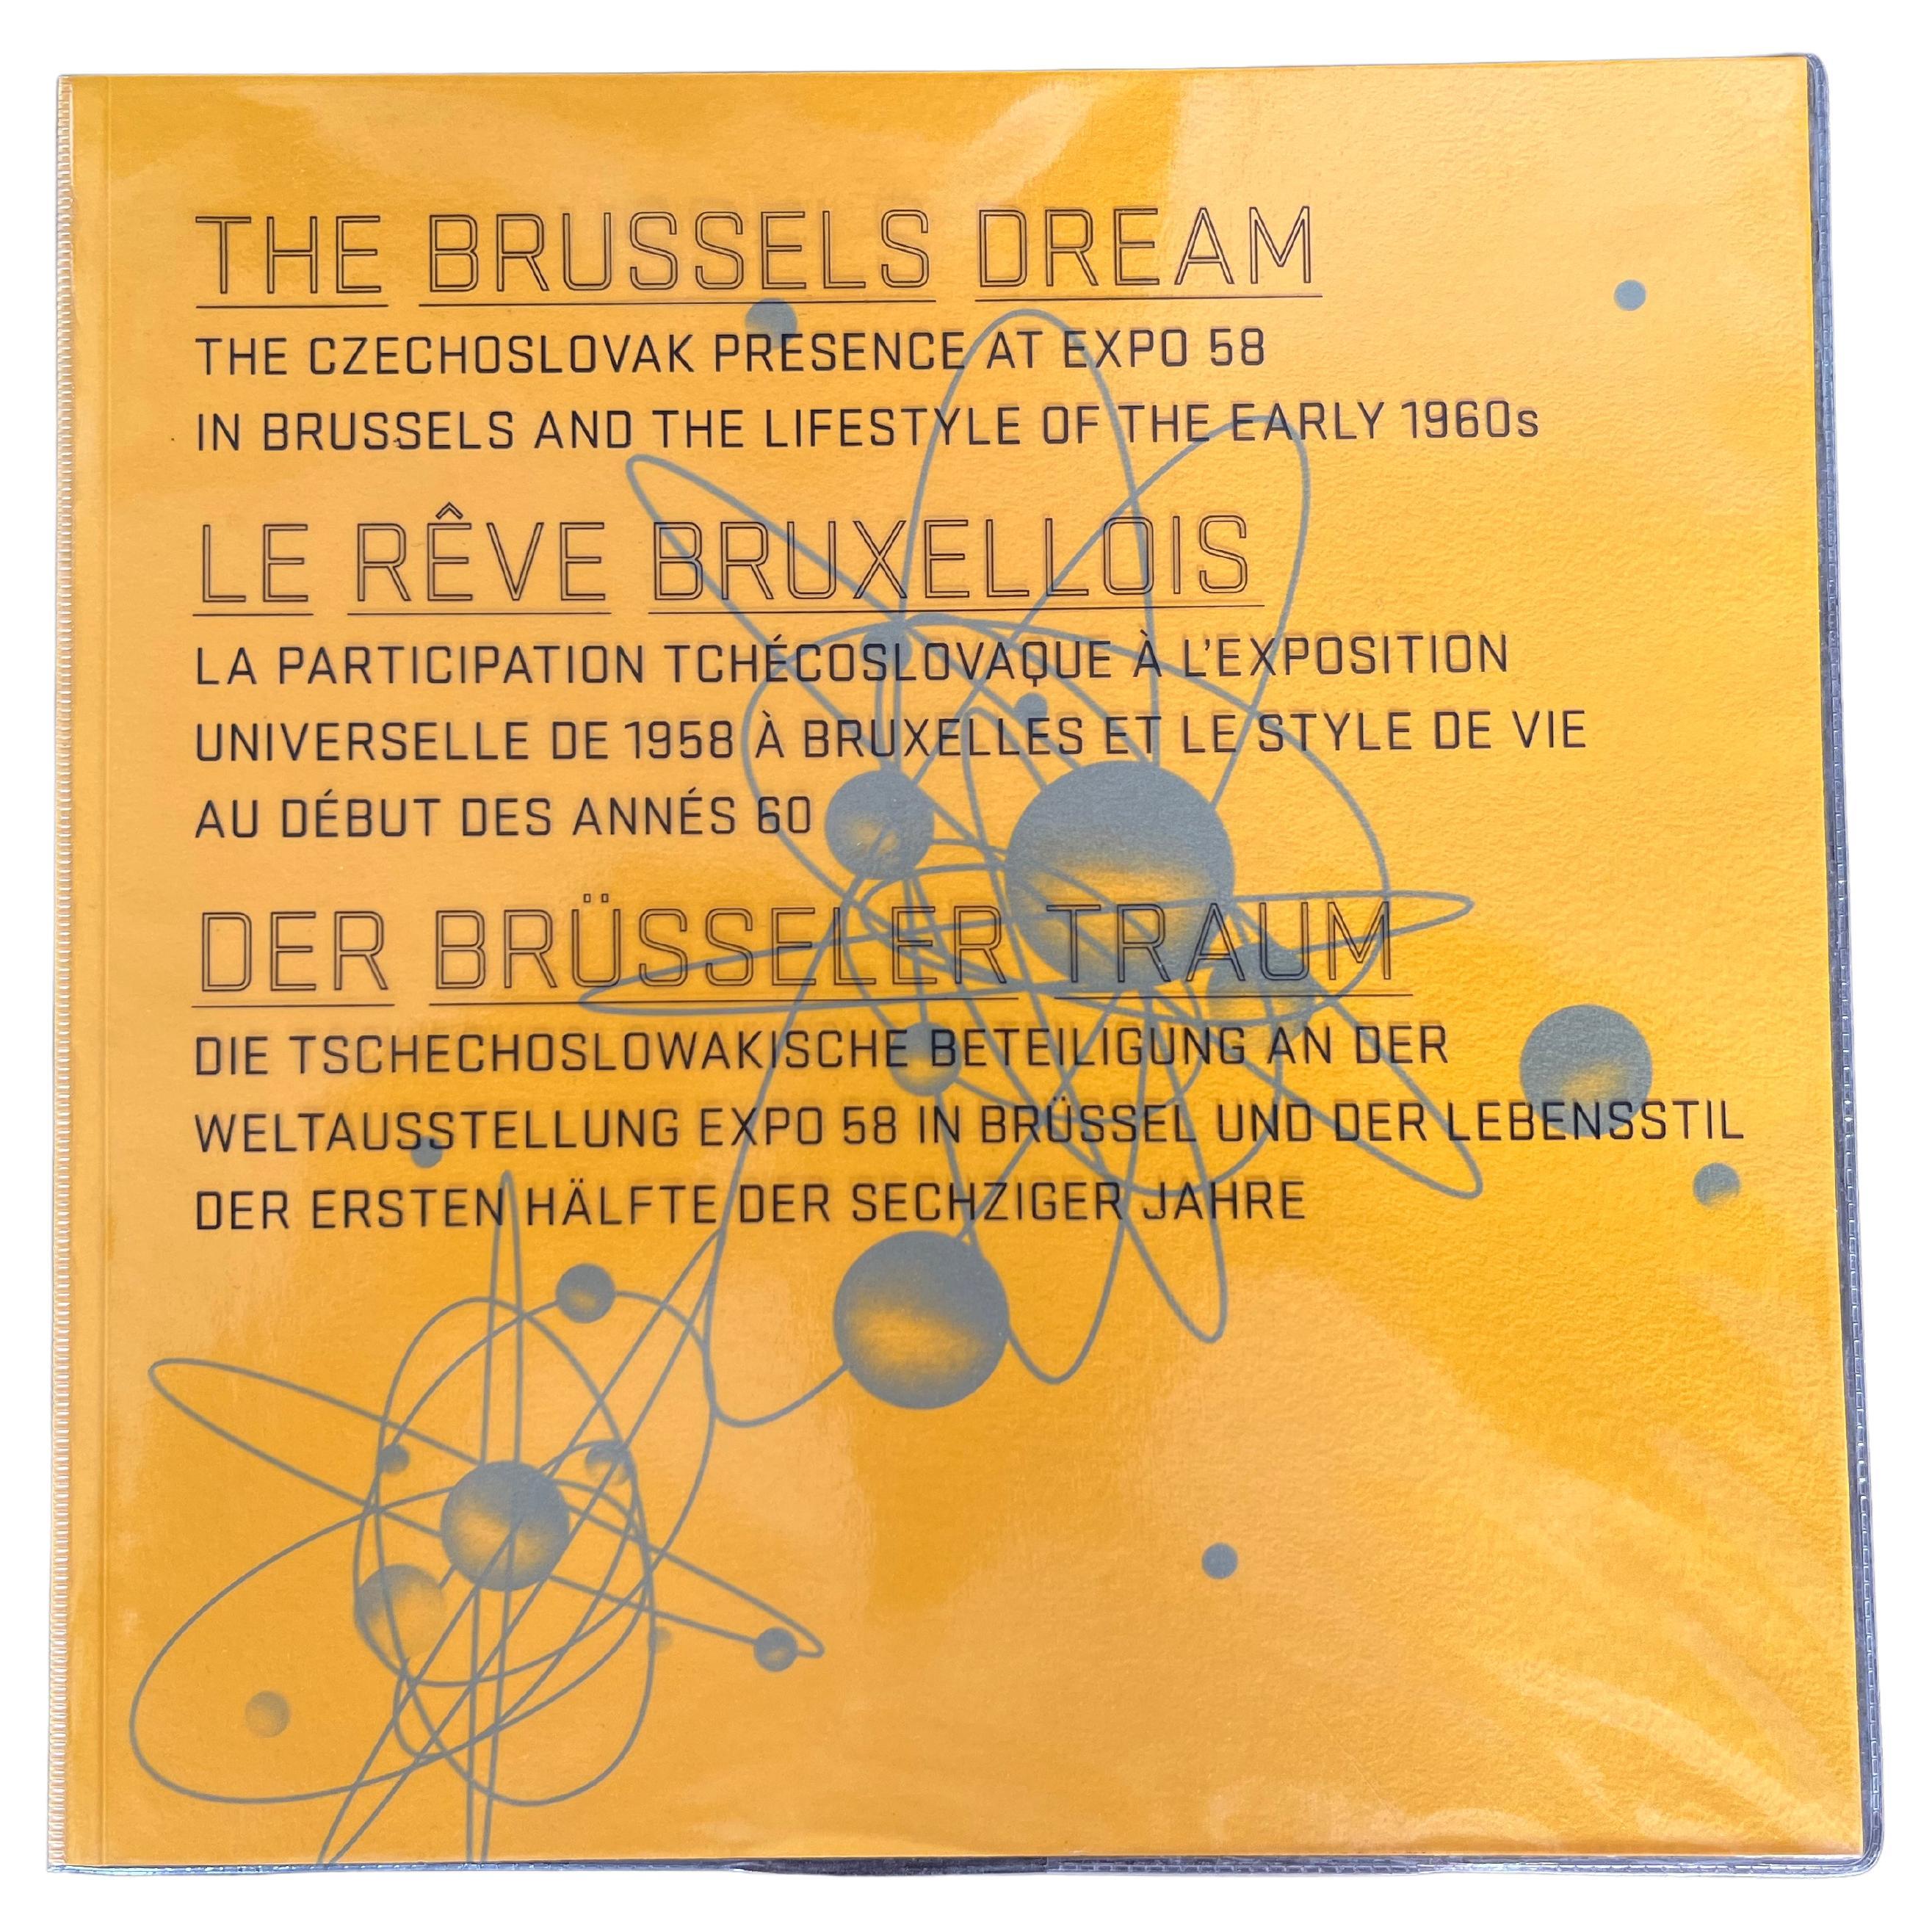 THE BRUSSELS DREAM
THE CZECHOSLOVAK PRESENCE AT EXPO 58
IN BRUSSELS AND THE LIFESTYLE OF THE EARLY 1960s
LE RÊVE BRUXELLOIS
LA PARTICIPATION TCHÉCOSLOVAQUE À L'EXPOSITION
UNIVERSELLE DE 1958 À BRUXELLES ET LE STYLE DE VIE
AU DÉBUT DES ANNÉS 60
DER BRÜSSELER TRAUM
DIE TSCHECHOSLOWAKISCHE BETEILIGUNG AN DER
WELTAUSSTELLUNG EXPO 58 IN BRÜSSEL UND DER LEBENSSTIL
DER ERSTEN HÄLFTE DER SECHZIGER JAHRE